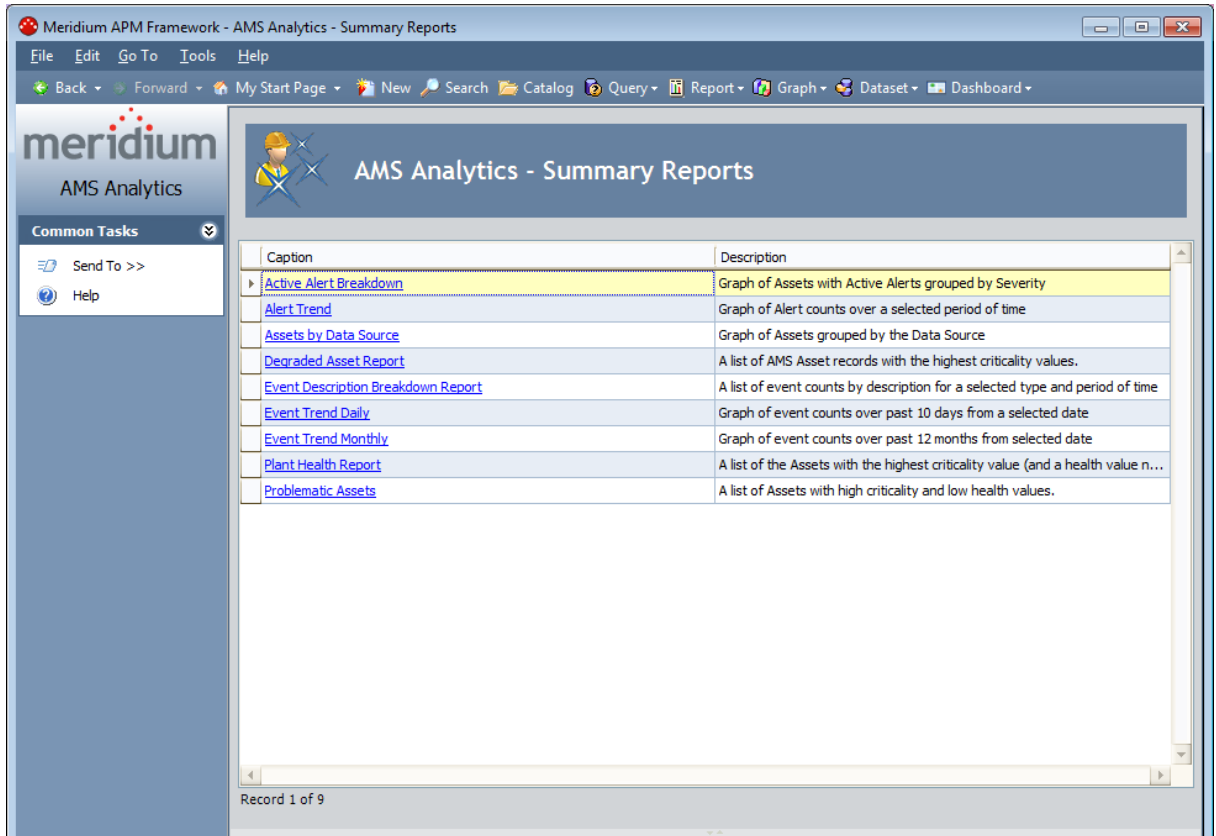 Meridium APM Framework - AMS Analytics - Summary Reports
File Edit Go To Tools Help
Back Forward My Start Page New Search Catalog Query Report Graph Dataset Dashboard
meridium
AMS Analytics
Common Tasks
Send To >>
Help
AMS Analytics - Summary Reports
Caption Description
Active Alert Breakdown Graph of Assets with Active Alerts grouped by Severity
Alert Trend Graph of Alert counts over a selected period of time
Assets by Data Source Graph of Assets grouped by the Data Source
Degraded Asset Report A list of AMS Asset records with the highest criticality values.
Event Description Breakdown Report A list of event counts by description for a selected type and period of time
Event Trend Daily Graph of event counts over past 10 days from a selected date
Event Trend Monthly Graph of event counts over past 12 months from selected date
Plant Health Report A list of the Assets with the highest criticality value (and a health value n...
Problematic Assets A list of Assets with high criticality and low health values.
Record 1 of 9